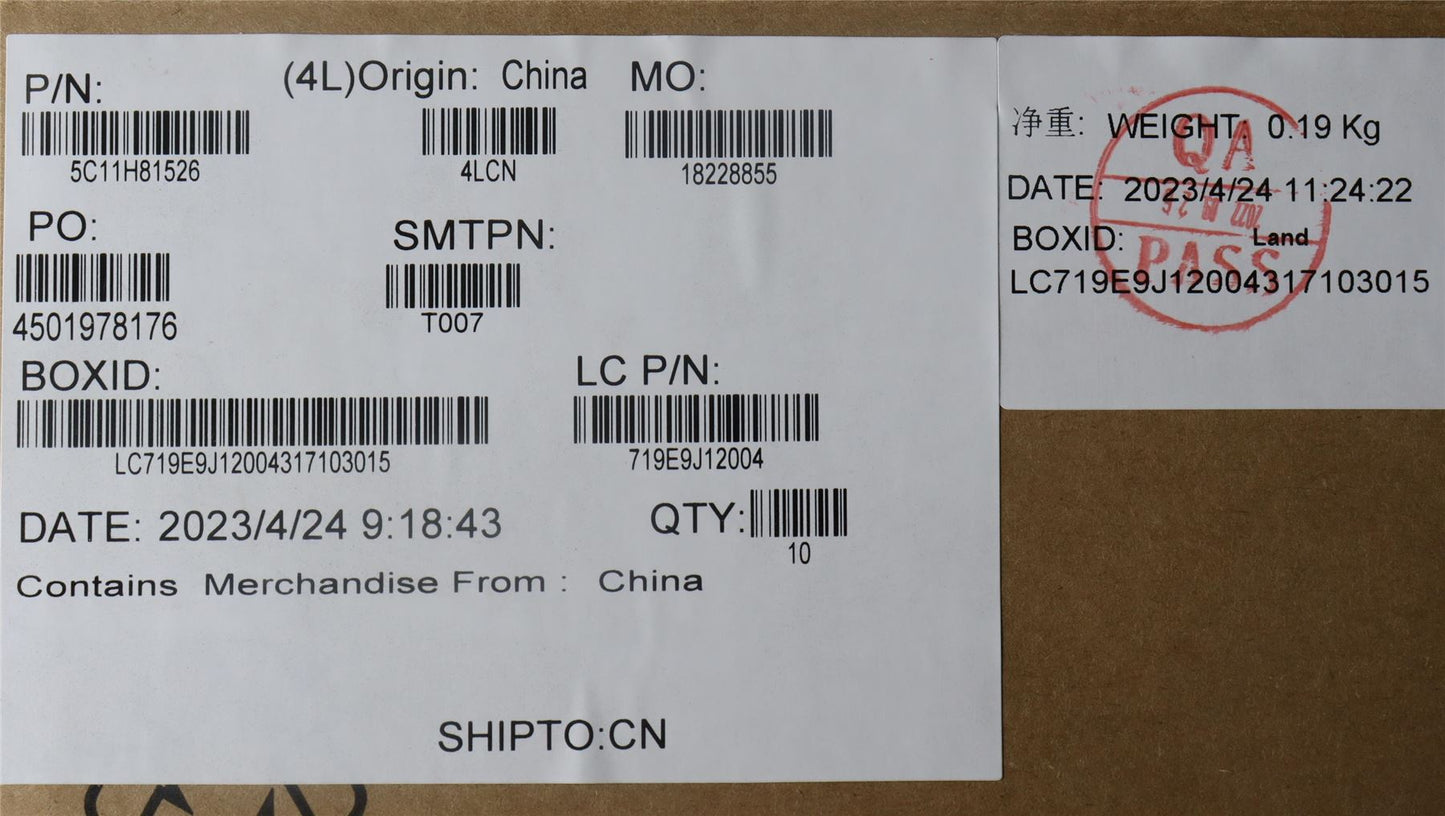 P/N:
5C11H81526
(4L)Origin: China
4LCN
MO:
18228855
PO:
4501978176
SMTPN:
T007
BOXID:
LC719E9J12004317103015
LC P/N:
719E9J12004
DATE: 2023/4/24 9:18:43
QTY:
10
Contains Merchandise From : China
SHIPTO:CN
净重: WEIGHT: 0.19 Kg
DATE: 2023/4/24 11:24:22
BOXID: Land
LC719E9J12004317103015
QA
PASS